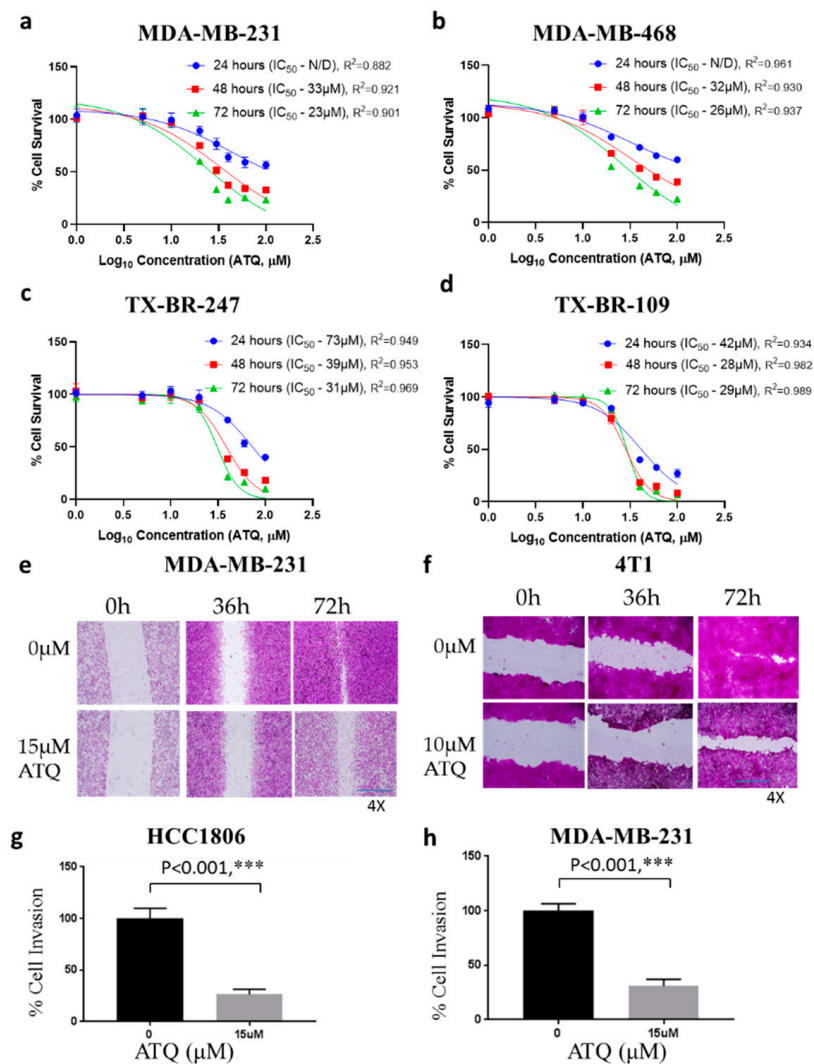 a
MDA-MB-231
24 hours (IC50 - N/D), R2=0.882
48 hours (IC50 - 33μM), R2=0.921
72 hours (IC50 - 23μM), R2=0.901
150
100
50
0
% Cell Survival
0.0 0.5 1.0 1.5 2.0 2.5
Log10 Concentration (ATQ, μM)
b
MDA-MB-468
24 hours (IC50 - N/D), R2=0.961
48 hours (IC50 - 32μM), R2=0.930
72 hours (IC50 - 26μM), R2=0.937
150
100
50
0
% Cell Survival
0.0 0.5 1.0 1.5 2.0 2.5
Log10 Concentration (ATQ, μM)
c
TX-BR-247
24 hours (IC50 - 73μM), R2=0.949
48 hours (IC50 - 39μM), R2=0.953
72 hours (IC50 - 31μM), R2=0.969
150
100
50
0
% Cell Survival
0.0 0.5 1.0 1.5 2.0 2.5
Log10 Concentration (ATQ, μM)
d
TX-BR-109
24 hours (IC50 - 42μM), R2=0.934
48 hours (IC50 - 28μM), R2=0.982
72 hours (IC50 - 29μM), R2=0.989
150
100
50
0
% Cell Survival
0.0 0.5 1.0 1.5 2.0 2.5
Log10 Concentration (ATQ, μM)
e
MDA-MB-231
0h 36h 72h
0μM
15μM
ATQ
4X
f
4T1
0h 36h 72h
0μM
10μM
ATQ
4X
g
HCC1806
P<0.001,***
150
100
50
0
% Cell Invasion
0 15uM
ATQ (μM)
h
MDA-MB-231
P<0.001,***
150
100
50
0
% Cell Invasion
0 15uM
ATQ (μM)